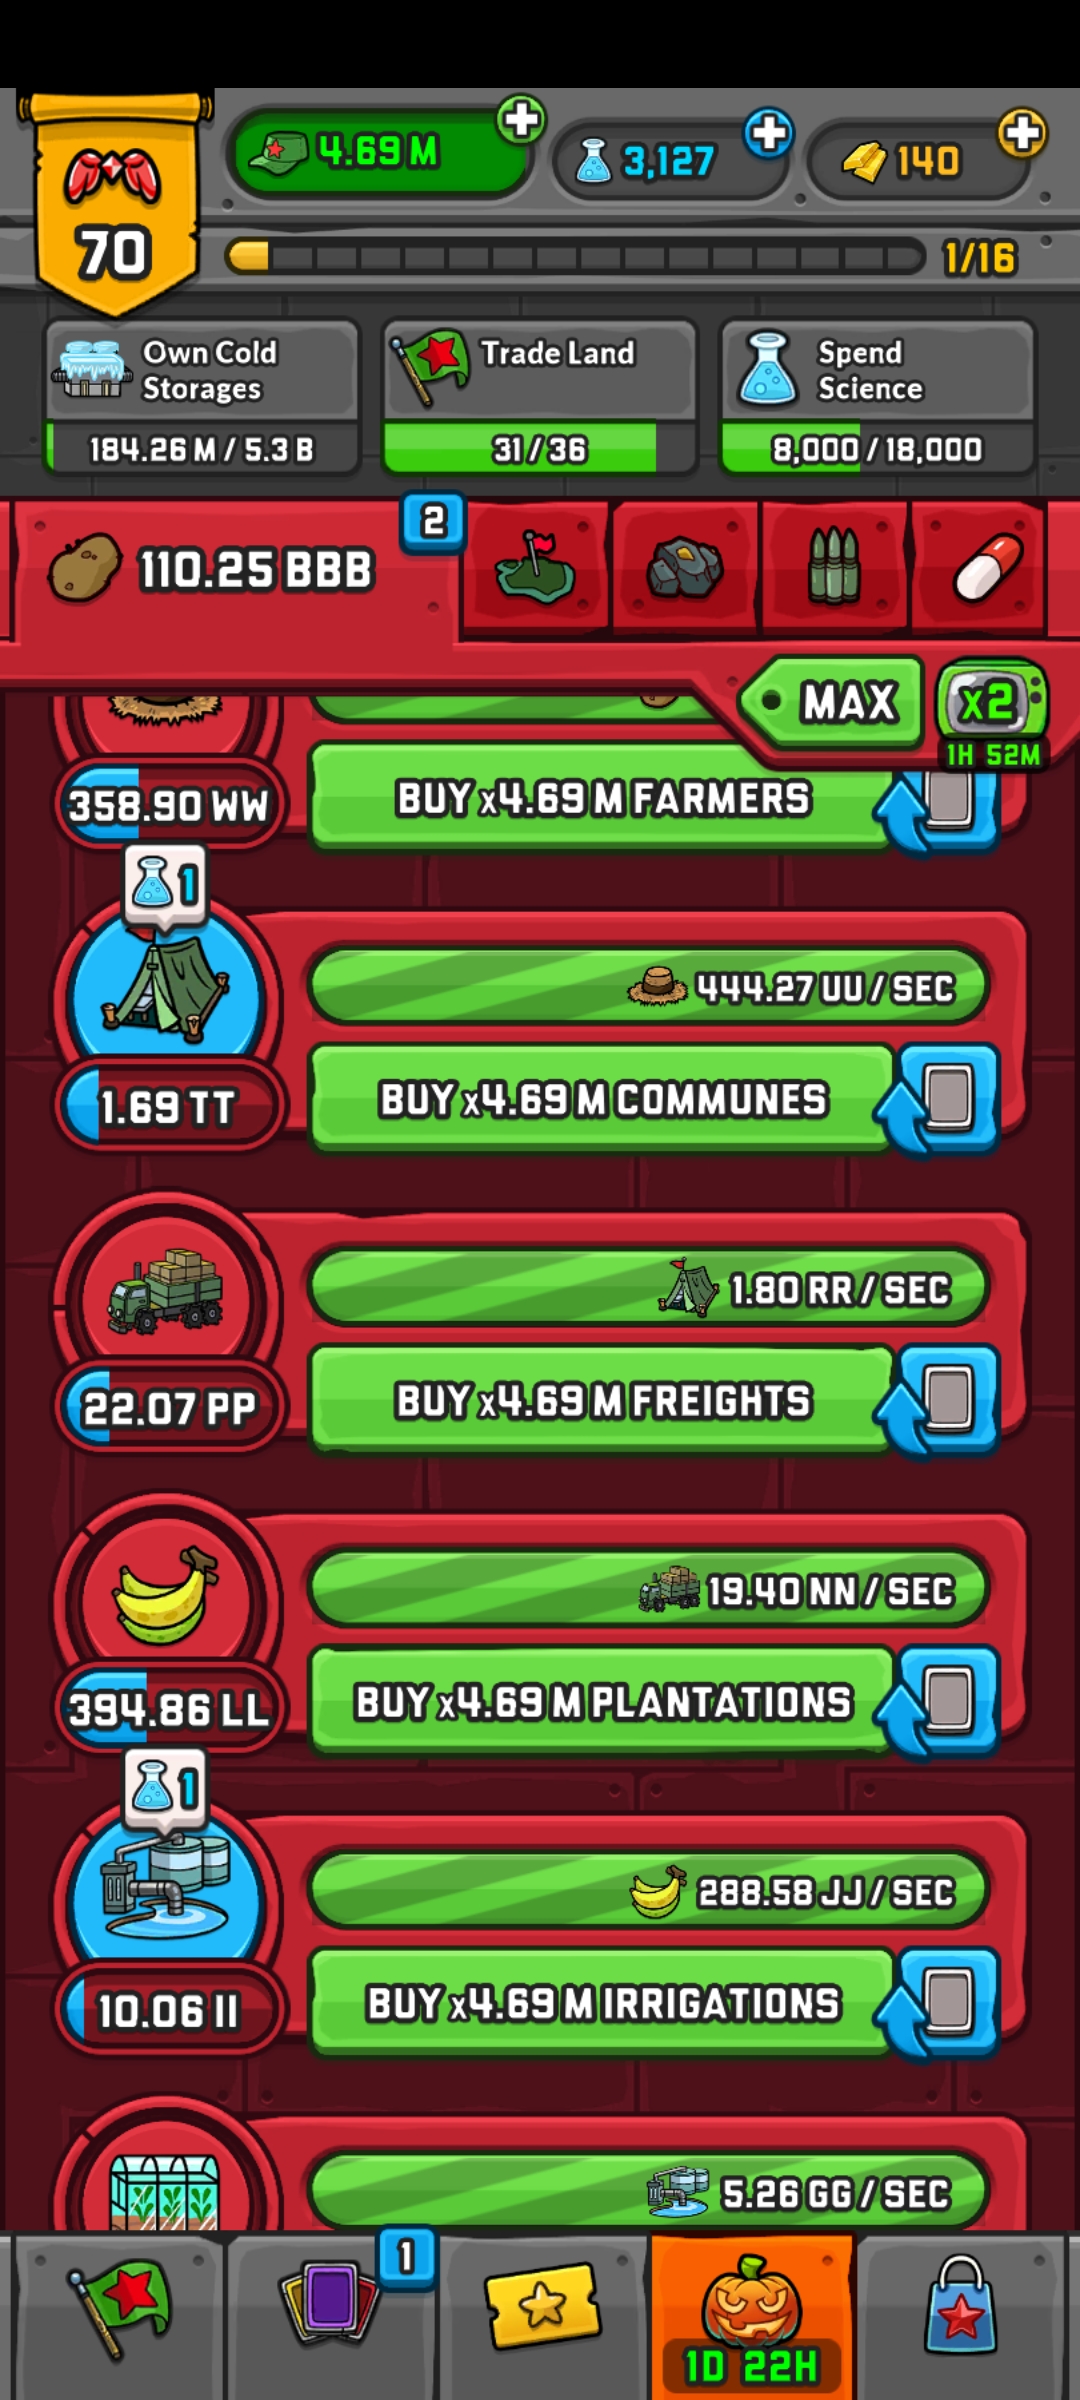 4.69 M
3,127
140
70
1/16
Own Cold
Storages
Trade Land
Spend
Science
184.26 M / 5.3 B
31 / 36
8,000 / 18,000
2
110.25 BBB
MAX
x2
1H 52M
BUY x4.69 M FARMERS
358.90 WW
1
444.27 UU / SEC
BUY x4.69 M COMMUNES
1.69 TT
1.80 RR / SEC
BUY x4.69 M FREIGHTS
22.07 PP
19.40 NN / SEC
BUY x4.69 M PLANTATIONS
394.86 LL
1
288.58 JJ / SEC
BUY x4.69 M IRRIGATIONS
10.06 II
5.26 GG / SEC
1
1D 22H